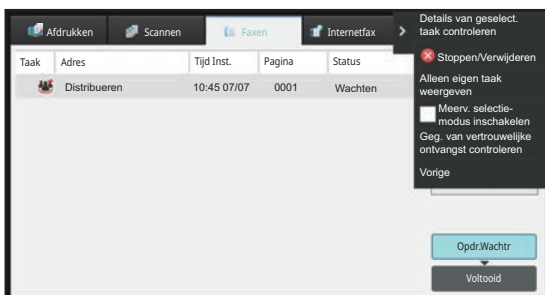 Afdrukken
Scannen
Faxen
Internetfax
Taak Adres Tijd Inst. Pagina Status
Distribueren 10:45 07/07 0001 Wachten
Details van geselect.
taak controleren
Stoppen/Verwijderen
Alleen eigen taak
weergeven
Meerv. selectie-
modus inschakelen
Geg. van vertrouwelijke
ontvangst controleren
Vorige
Opdr.Wachtr
Voltooid